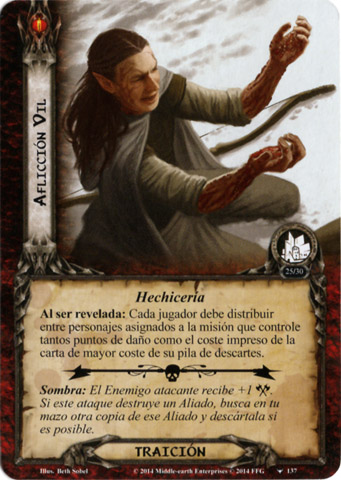 Aflicción Vil
25/30
Hechicería
Al ser revelada: Cada jugador debe distribuir
entre personajes asignados a la misión que controle
tantos puntos de daño como el coste impreso de la
carta de mayor coste de su pila de descartes.
Sombra: El Enemigo atacante recibe +1
Si este ataque destruye un Aliado, busca en tu
mazo otra copia de ese Aliado y descártala si
es posible.
TRAICIÓN
Illus. Beth Sobel © 2014 Middle-earth Enterprises © 2014 FFG 137